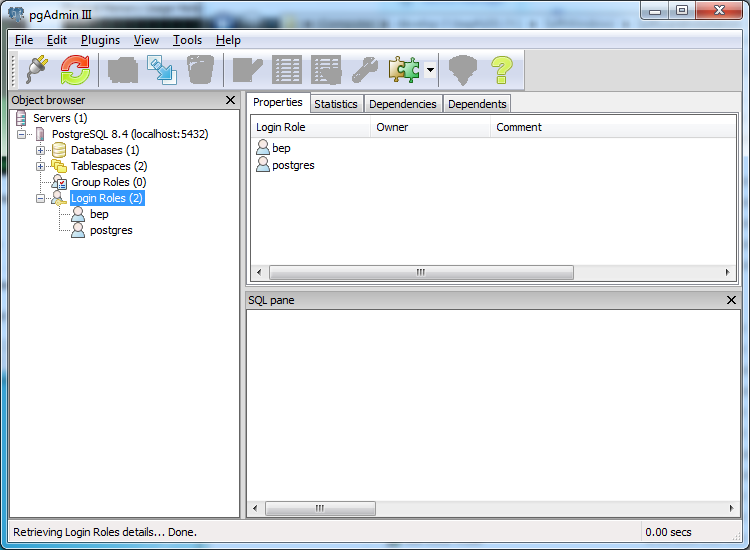 pgAdmin III
File Edit Plugins View Tools Help
Object browser
Servers (1)
PostgreSQL 8.4 (localhost:5432)
Databases (1)
Tablespaces (2)
Group Roles (0)
Login Roles (2)
bep
postgres
Properties Statistics Dependencies Dependents
Login Role Owner Comment
bep
postgres
SQL pane
Retrieving Login Roles details... Done. 0.00 secs